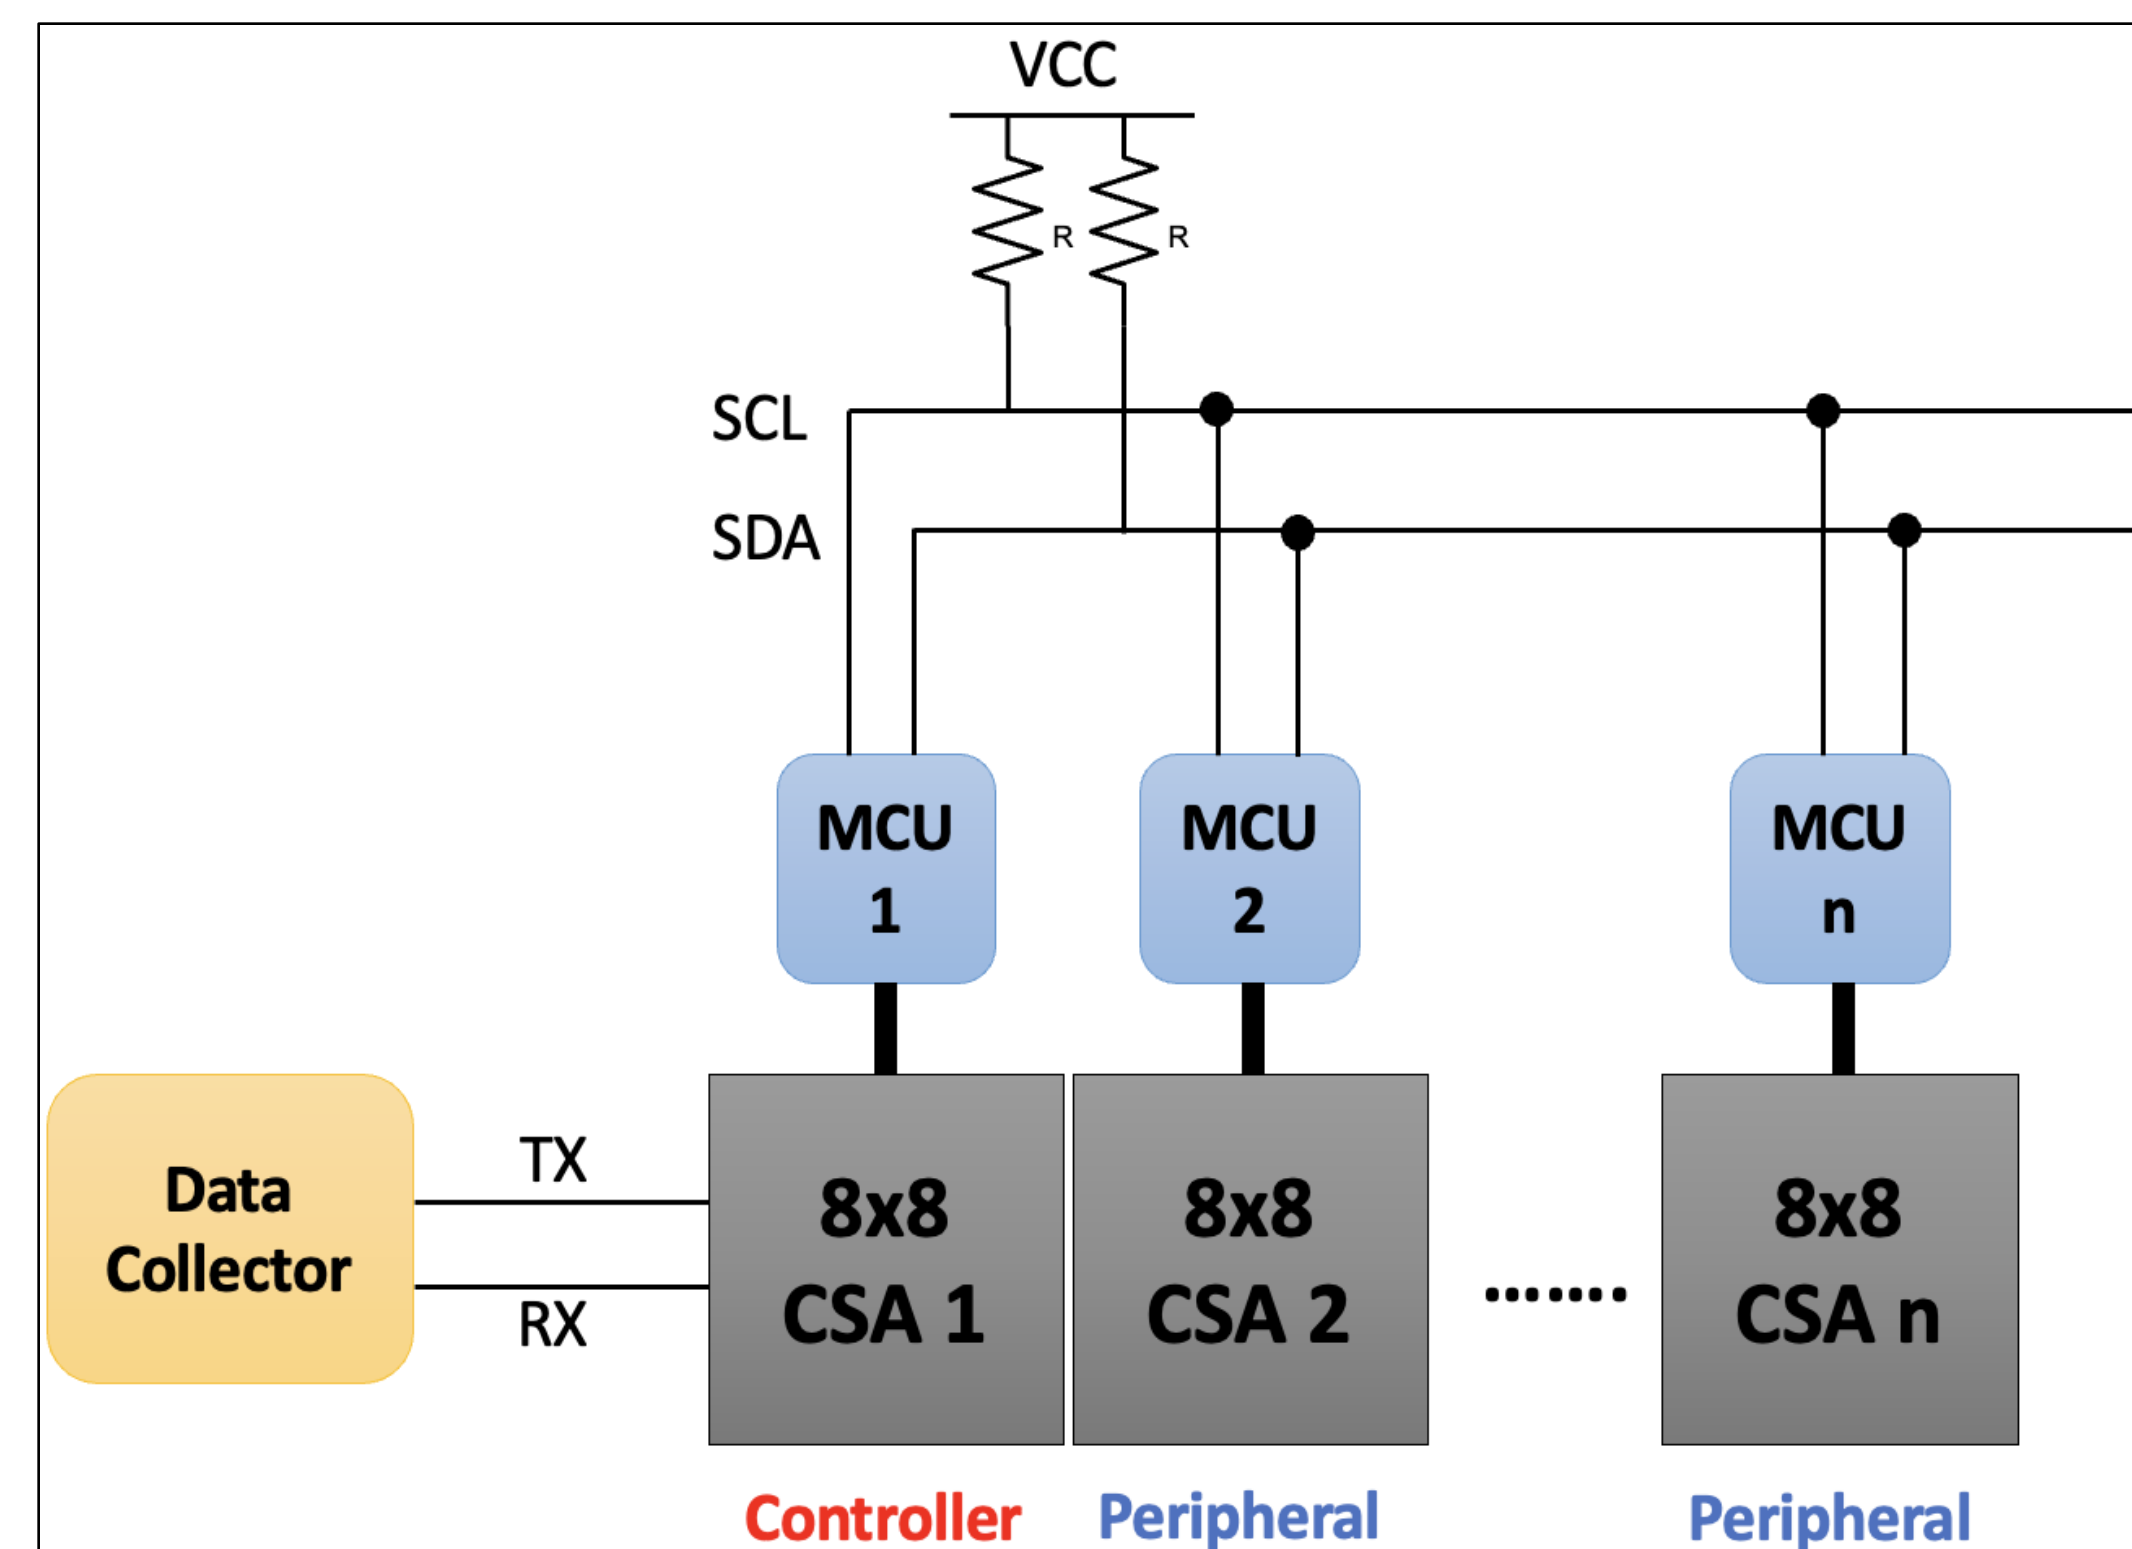 VCC
R
R
SCL
SDA
MCU
1
MCU
2
MCU
n
Data
Collector
TX
RX
8x8
CSA 1
8x8
CSA 2
.......
8x8
CSA n
Controller
Peripheral
Peripheral